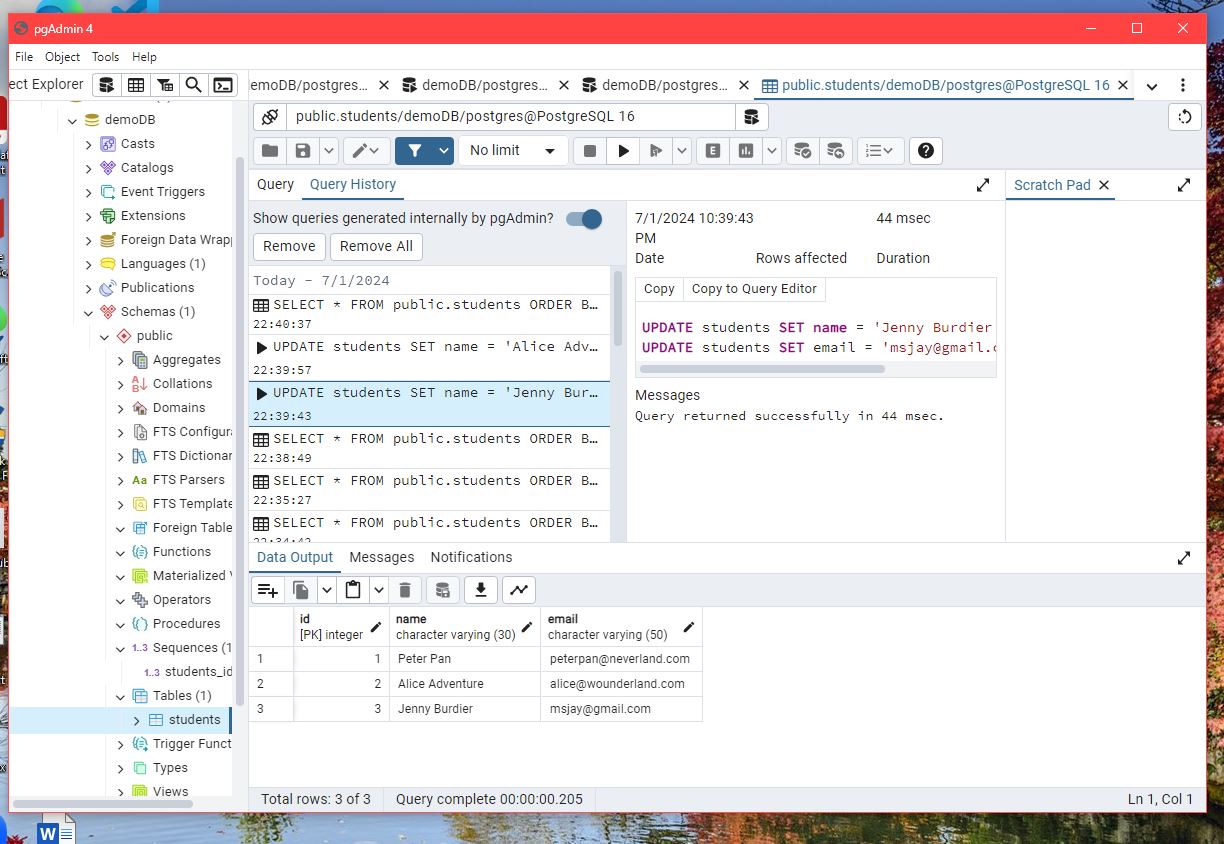 pgAdmin 4
File Object Tools Help
ect Explorer
emoDB/postgres...
demoDB/postgres...
demoDB/postgres...
public.students/demoDB/postgres@PostgreSQL 16
demoDB
Casts
Catalogs
Event Triggers
Extensions
Foreign Data Wrapp
Languages (1)
Publications
Schemas (1)
public
Aggregates
Collations
Domains
FTS Configura
FTS Dictionar
Aa FTS Parsers
FTS Template
Foreign Table
Functions
Materialized V
Operators
Procedures
1..3 Sequences (1
1..3 students_id
Tables (1)
students
Trigger Funct
Types
Views
public.students/demoDB/postgres@PostgreSQL 16
No limit
E
Query Query History
Show queries generated internally by pgAdmin?
Remove Remove All
Today - 7/1/2024
SELECT * FROM public.students ORDER B...
22:40:37
UPDATE students SET name = 'Alice Adv...
22:39:57
UPDATE students SET name = 'Jenny Bur...
22:39:43
SELECT * FROM public.students ORDER B...
22:38:49
SELECT * FROM public.students ORDER B...
22:35:27
SELECT * FROM public.students ORDER B...
7/1/2024 10:39:43 44 msec
PM
Date Rows affected Duration
Copy Copy to Query Editor
UPDATE students SET name = 'Jenny Burdier
UPDATE students SET email = 'msjay@gmail.c
Messages
Query returned successfully in 44 msec.
Scratch Pad
Data Output Messages Notifications
id name email
[PK] integer character varying (30) character varying (50)
1 1 Peter Pan peterpan@neverland.com
2 2 Alice Adventure alice@wounderland.com
3 3 Jenny Burdier msjay@gmail.com
Total rows: 3 of 3 Query complete 00:00:00.205 Ln 1, Col 1
W